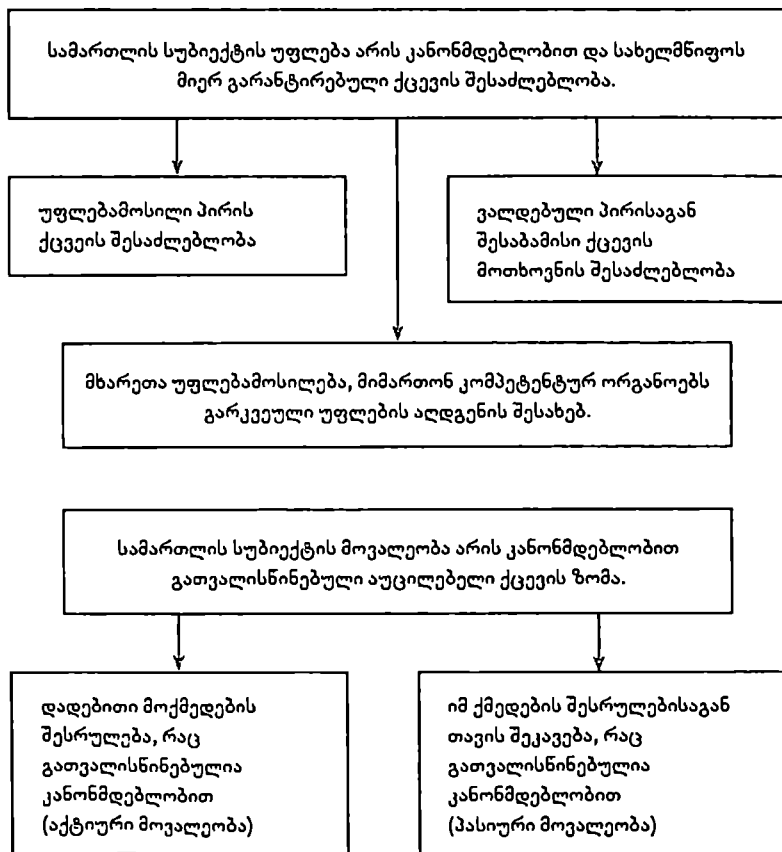 სამართლის სუბიექტის უფლება არის კანონმდებლობით და სახელმწიფოს
მიერ გარანტირებული ქცევის შესაძლებლობა.
უფლებამოსილი პირის
ქცვეის შესაძლებლობა
ვალდებული პირისაგან
შესაბამისი ქცევის
მოთხოვნის შესაძლებლობა
მხარეთა უფლებამოსილება, მიმართონ კომპეტენტურ ორგანოებს
გარკვეული უფლების აღდგენის შესახებ.
სამართლის სუბიექტის მოვალეობა არის კანონმდებლობით
გათვალისწინებული აუცილებელი ქცევის ზომა.
დადებითი მოქმედების
შესრულება, რაც
გათვალისწინებულია
კანონმდებლობით
(აქტიური მოვალეობა)
იმ ქმედების შესრულებისაგან
თავის შეკავება, რაც
გათვალისწინებულია
კანონმდებლობით
(პასიური მოვალეობა)